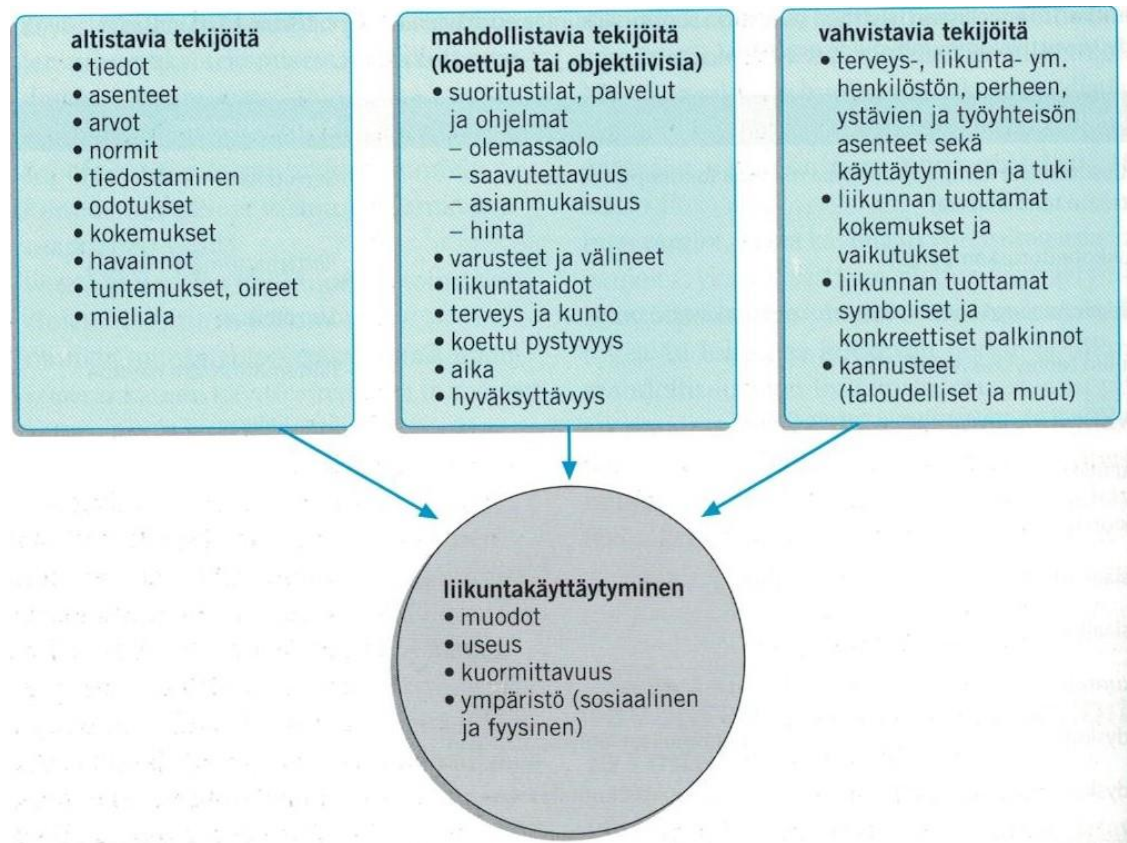 altistavia tekijöitä
• tiedot
• asenteet
• arvot
• normit
• tiedostaminen
• odotukset
• kokemukset
• havainnot
• tuntemukset, oireet
• mieliala
mahdollistavia tekijöitä
(koettuja tai objektiivisia)
• suoritustilat, palvelut
ja ohjelmat
– olemassaolo
– saavutettavuus
– asianmukaisuus
– hinta
• varusteet ja välineet
• liikuntataidot
• terveys ja kunto
• koettu pystyvyys
• aika
• hyväksyttävyys
vahvistavia tekijöitä
• terveys-, liikunta- ym.
henkilöstön, perheen,
ystävien ja työyhteisön
asenteet sekä
käyttäytyminen ja tuki
• liikunnan tuottamat
kokemukset ja
vaikutukset
• liikunnan tuottamat
symboliset ja
konkreettiset palkinnot
• kannusteet
(taloudelliset ja muut)
liikuntakäyttäytyminen
• muodot
• useus
• kuormittavuus
• ympäristö (sosiaalinen
ja fyysinen)